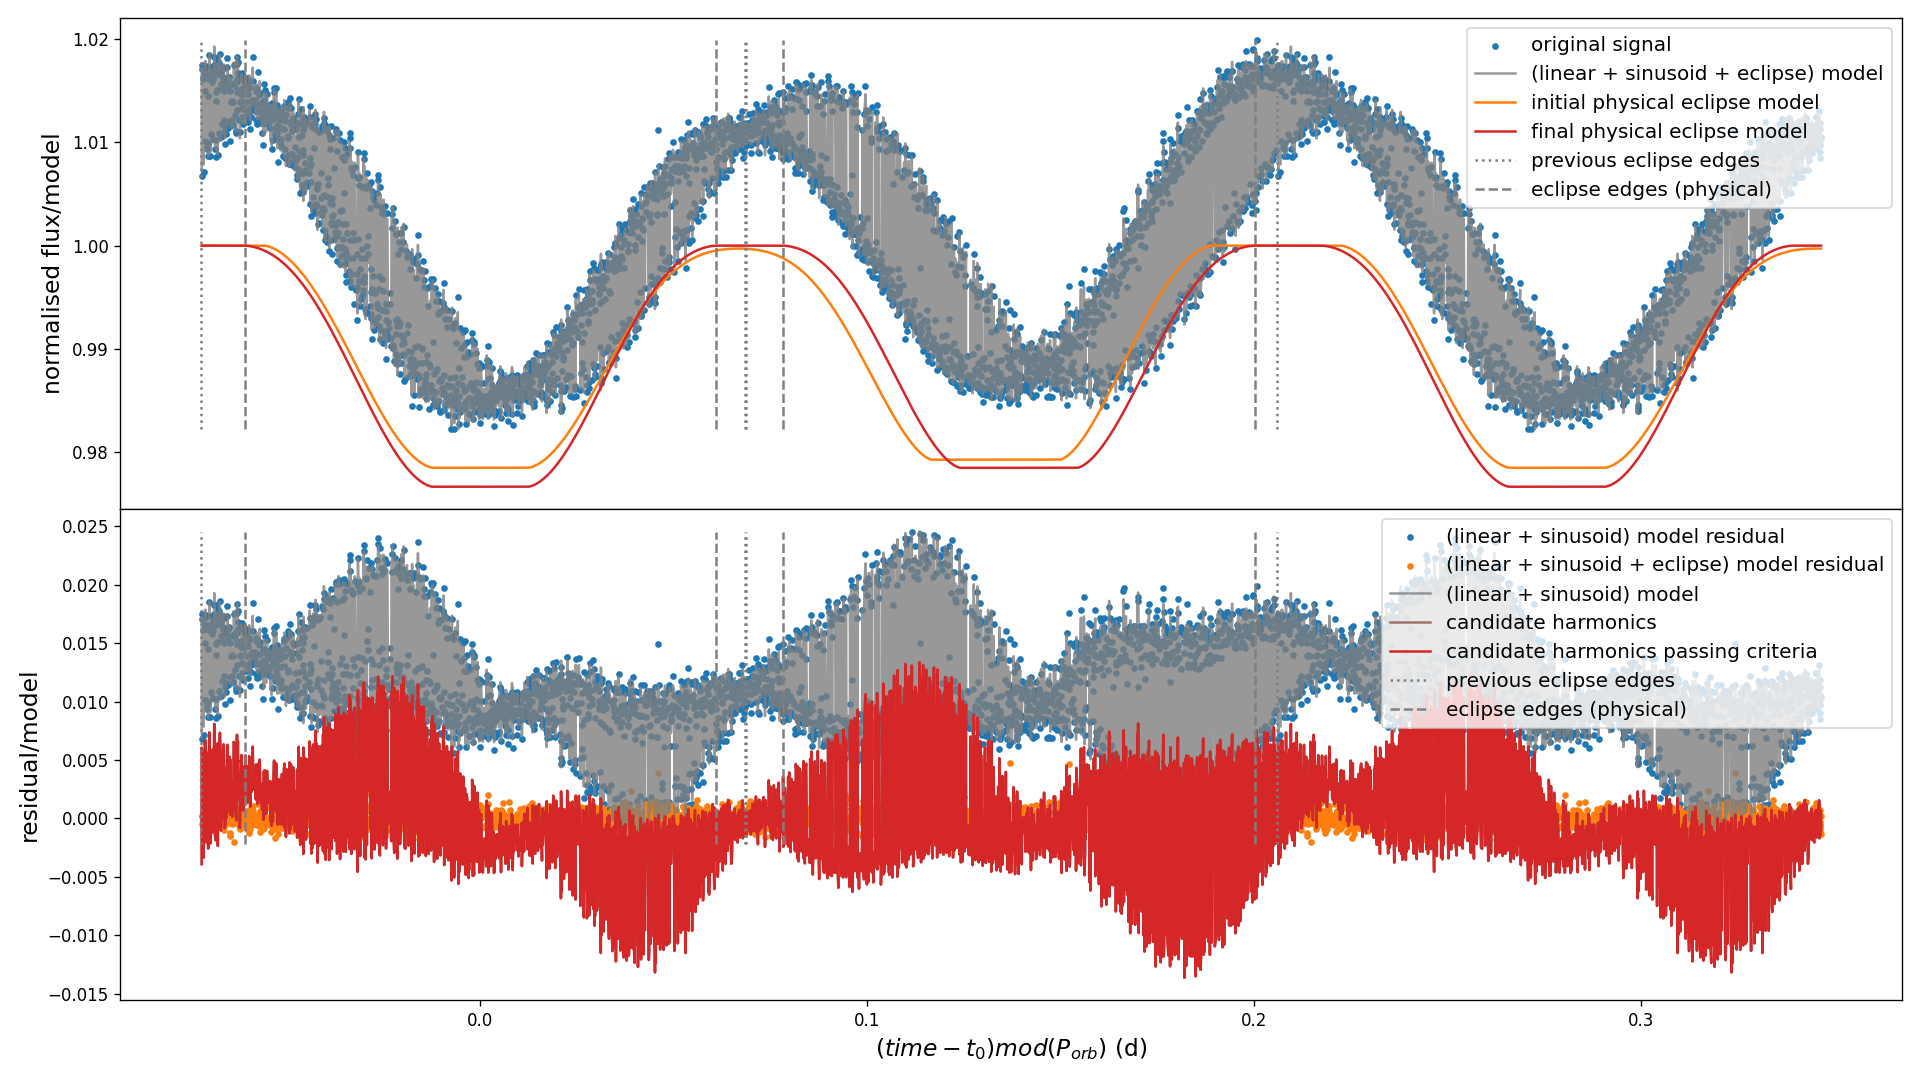 normalised flux/model
1.02
1.01
1.00
0.99
0.98
original signal
(linear + sinusoid + eclipse) model
initial physical eclipse model
final physical eclipse model
previous eclipse edges
eclipse edges (physical)
residual/model
0.025
0.020
0.015
0.010
0.005
0.000
−0.005
−0.010
−0.015
(linear + sinusoid) model residual
(linear + sinusoid + eclipse) model residual
(linear + sinusoid) model
candidate harmonics
candidate harmonics passing criteria
previous eclipse edges
eclipse edges (physical)
0.0 0.1 0.2 0.3
(time − t₀)mod(Pₒᵣb) (d)